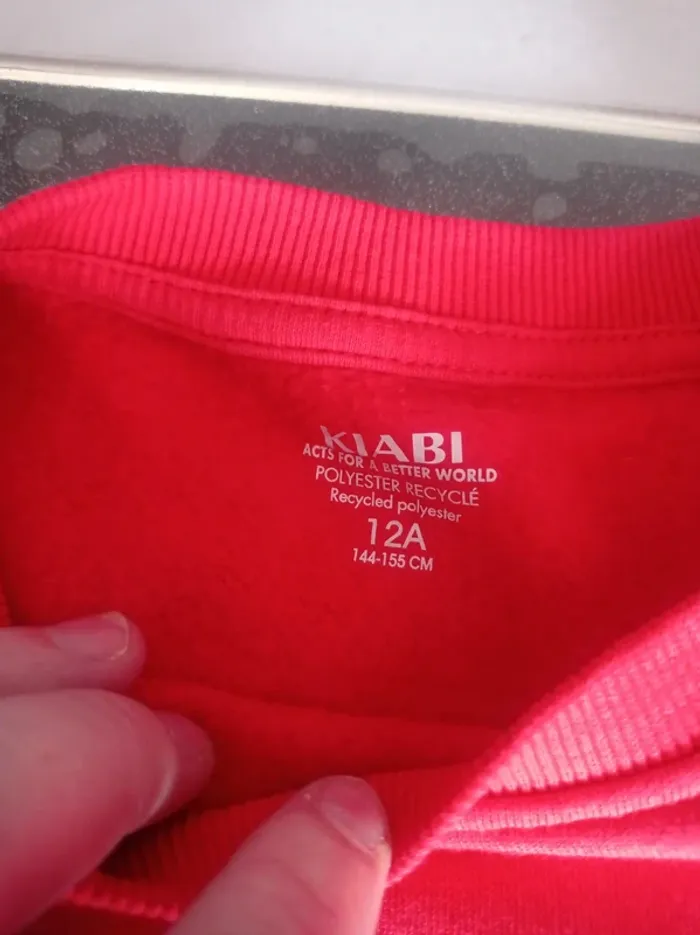 KIABI
ACTS FOR A BETTER WORLD
POLYESTER RECYCLÉ
Recycled polyester
12A
144-155 CM